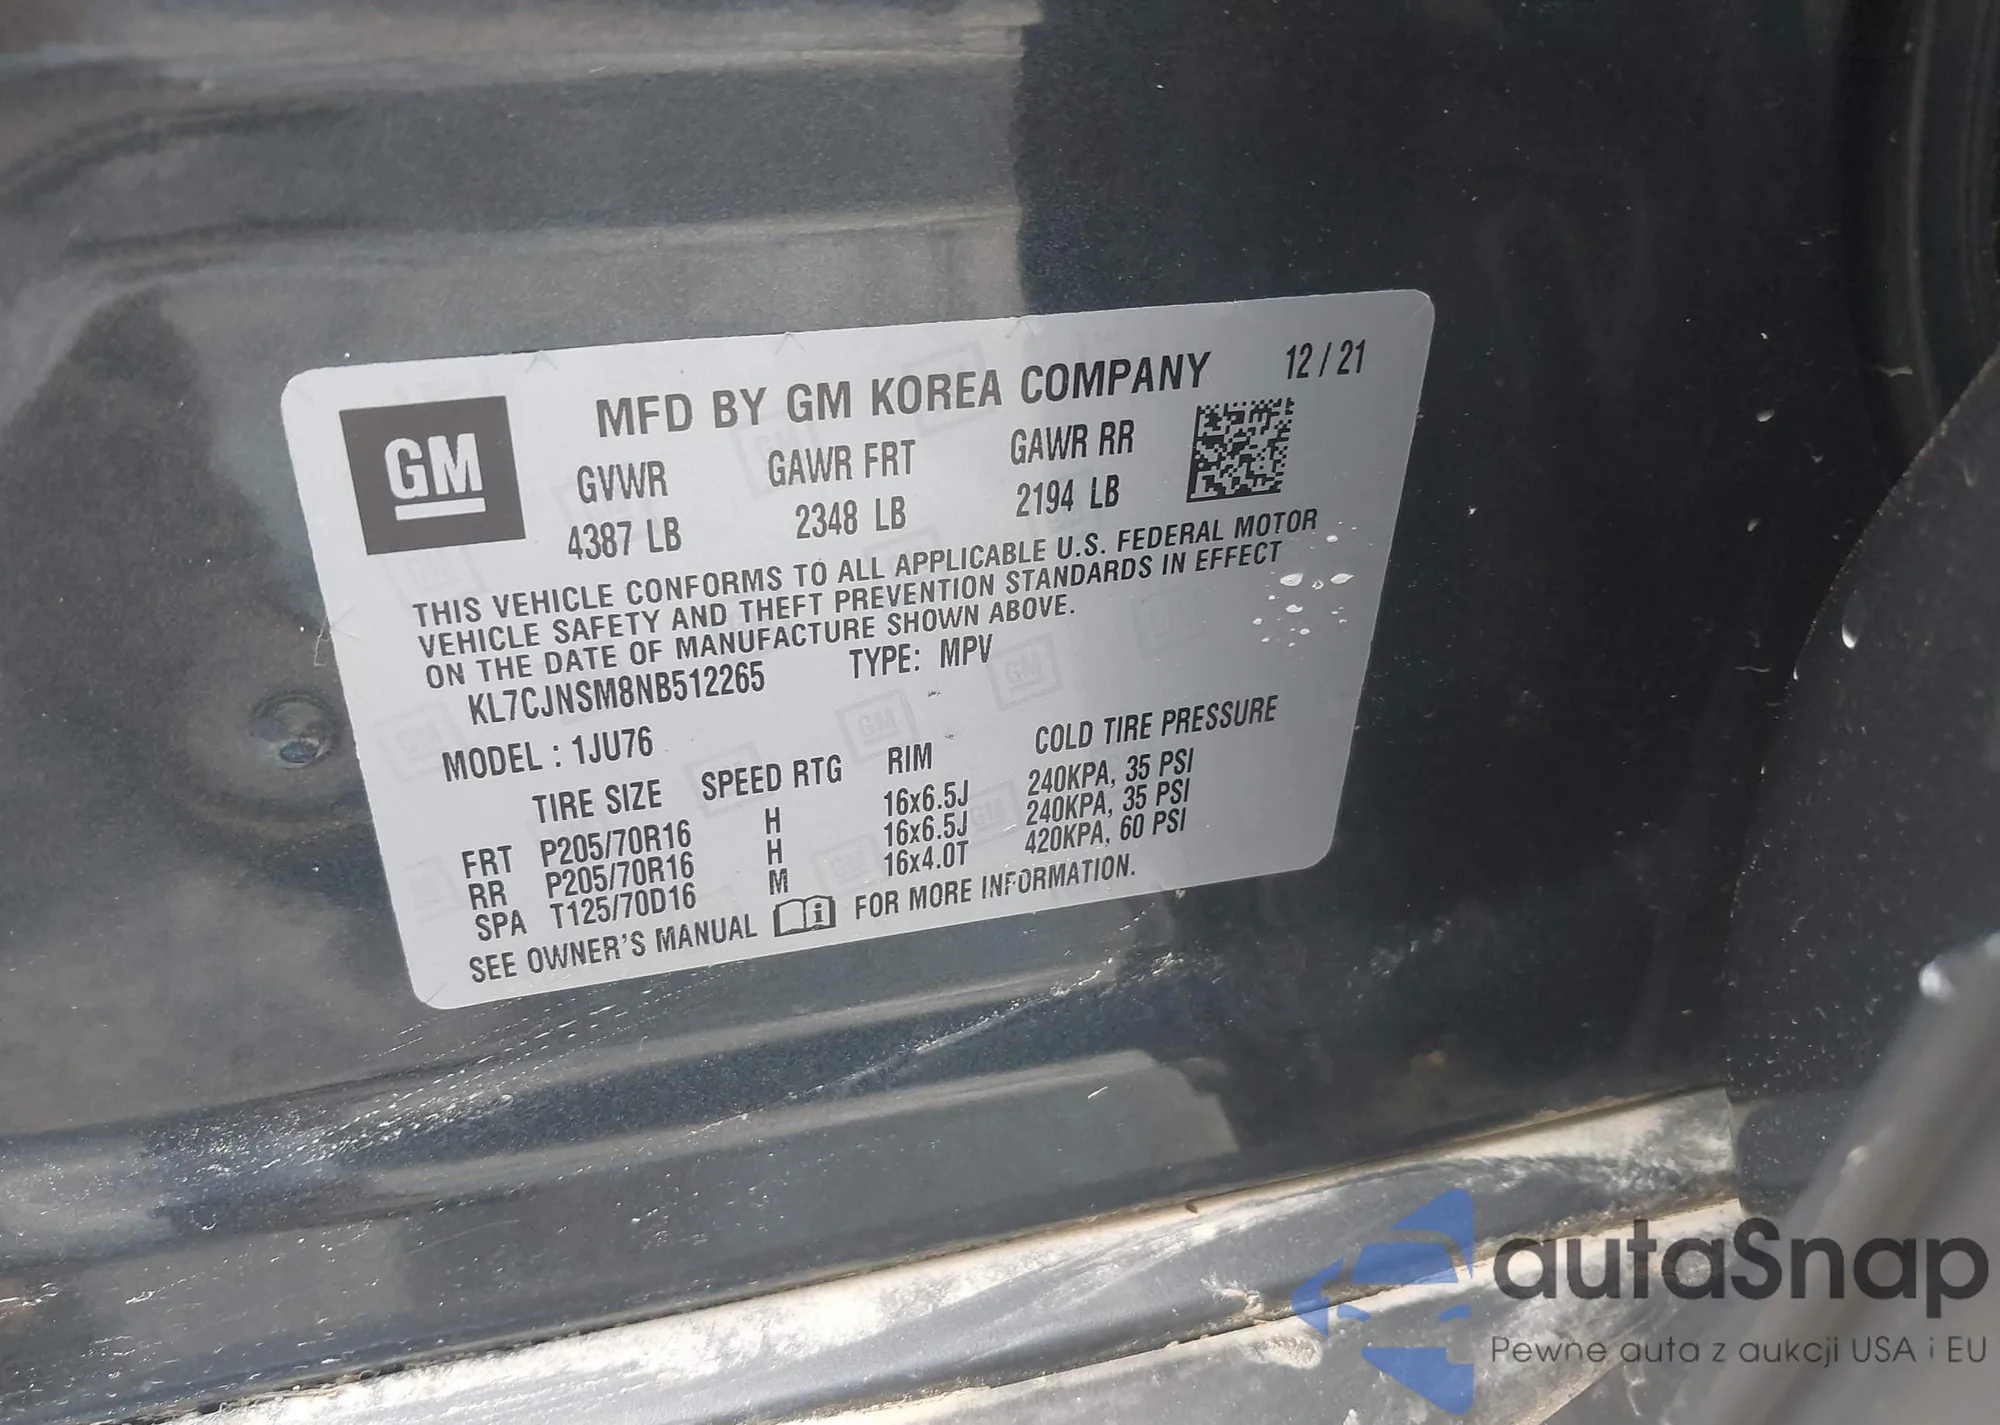 MFD BY GM KOREA COMPANY 12 / 21
GM
GVWR GAWR FRT GAWR RR
4387 LB 2348 LB 2194 LB
THIS VEHICLE CONFORMS TO ALL APPLICABLE U.S. FEDERAL MOTOR
VEHICLE SAFETY AND THEFT PREVENTION STANDARDS IN EFFECT
ON THE DATE OF MANUFACTURE SHOWN ABOVE.
KL7CJNSM8NB512265 TYPE: MPV
MODEL : 1JU76
TIRE SIZE SPEED RTG RIM COLD TIRE PRESSURE
FRT P205/70R16 H 16x6.5J 240KPA, 35 PSI
RR P205/70R16 H 16x6.5J 240KPA, 35 PSI
SPA T125/70D16 M 16x4.0T 420KPA, 60 PSI
SEE OWNER'S MANUAL FOR MORE INFORMATION.
autaSnap
Pewne auta z aukcji USA i EU